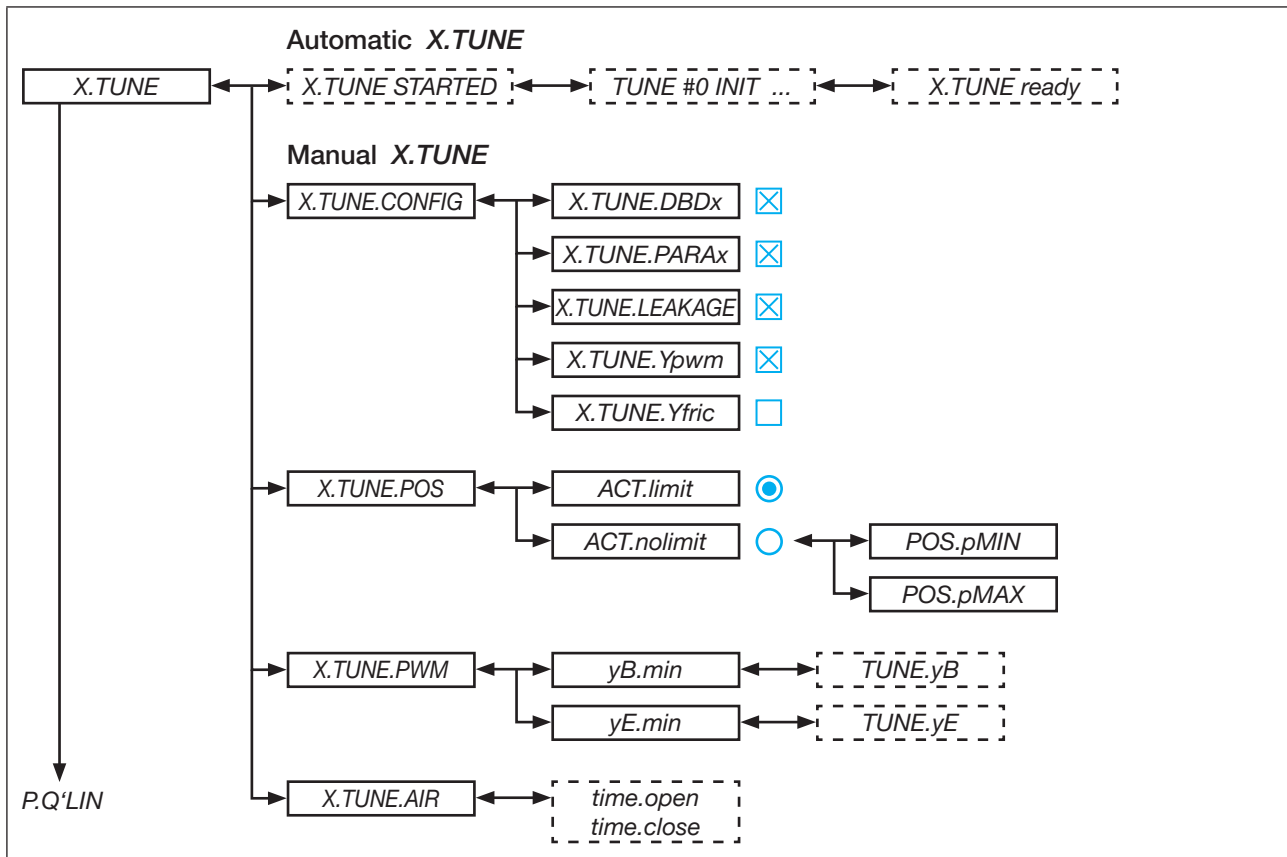 Automatic X.TUNE
X.TUNE
X.TUNE STARTED
TUNE #0 INIT ...
X.TUNE ready
Manual X.TUNE
X.TUNE.CONFIG
X.TUNE.DBDx
X.TUNE.PARAx
X.TUNE.LEAKAGE
X.TUNE.Ypwm
X.TUNE.Yfric
X.TUNE.POS
ACT.limit
ACT.nolimit
POS.pMIN
POS.pMAX
X.TUNE.PWM
yB.min
TUNE.yB
yE.min
TUNE.yE
P.Q‘LIN
X.TUNE.AIR
time.open
time.close